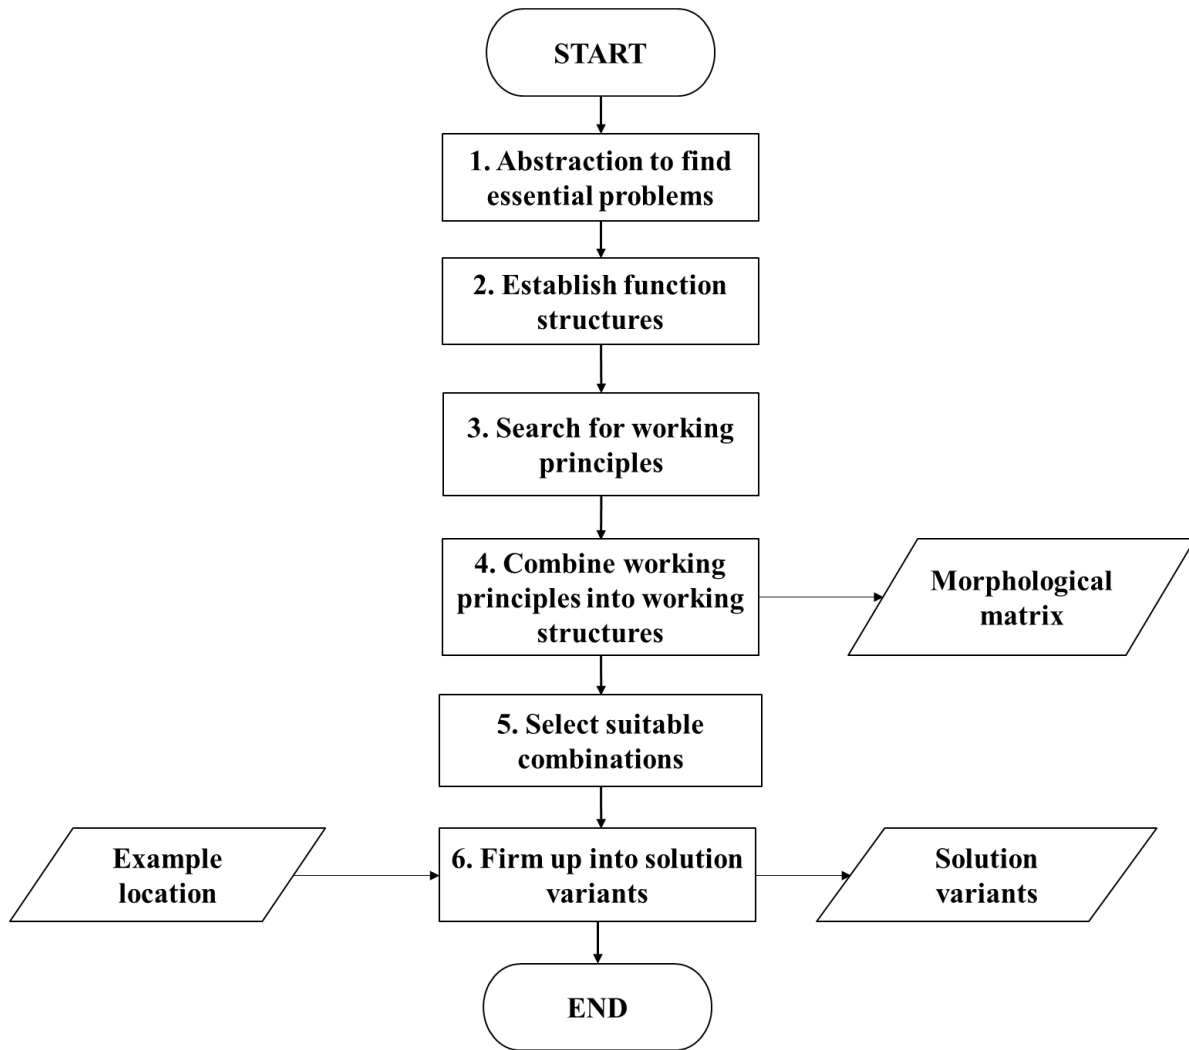 START
1. Abstraction to find
essential problems
2. Establish function
structures
3. Search for working
principles
4. Combine working
principles into working
structures
Morphological
matrix
5. Select suitable
combinations
Example
location
6. Firm up into solution
variants
Solution
variants
END